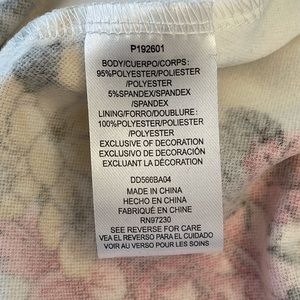 P192601
BODY/CUERPO/CORPS:
95%POLYESTER/POLIESTER
/POLYESTER
5%SPANDEX/SPANDEX
/SPANDEX
LINING/FORRO/DOUBLURE:
100%POLYESTER/POLIESTER
/POLYESTER
EXCLUSIVE OF DECORATION
EXCLUSIVO DE DECORACIÓN
EXCLUANT LA DÉCORATION
DD566BA04
MADE IN CHINA
HECHO EN CHINA
FABRIQUÉ EN CHINE
RN97230
SEE REVERSE FOR CARE
VEA EL REVERSO PARA EL CUIDADO
VOIR AU VERSO POUR LES SOINS